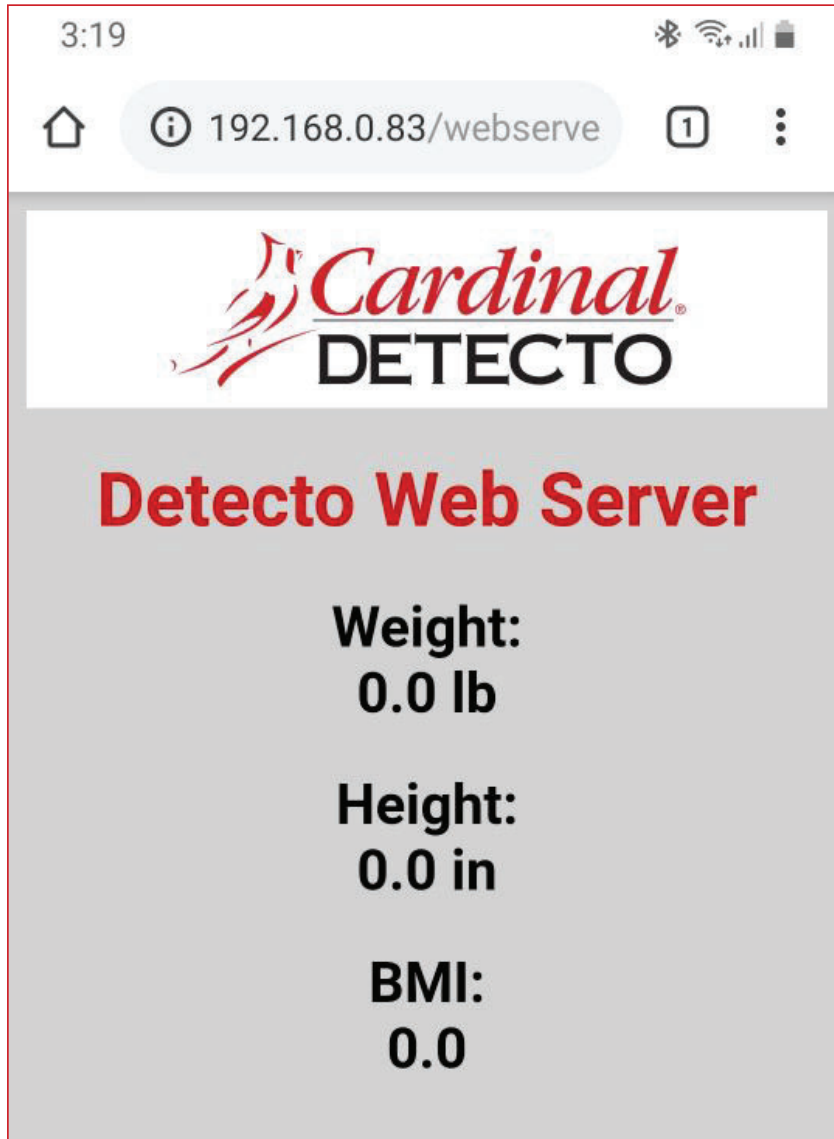 3:19
192.168.0.83/webserve
1
Cardinal®
DETECTO
Detecto Web Server
Weight:
0.0 lb
Height:
0.0 in
BMI:
0.0